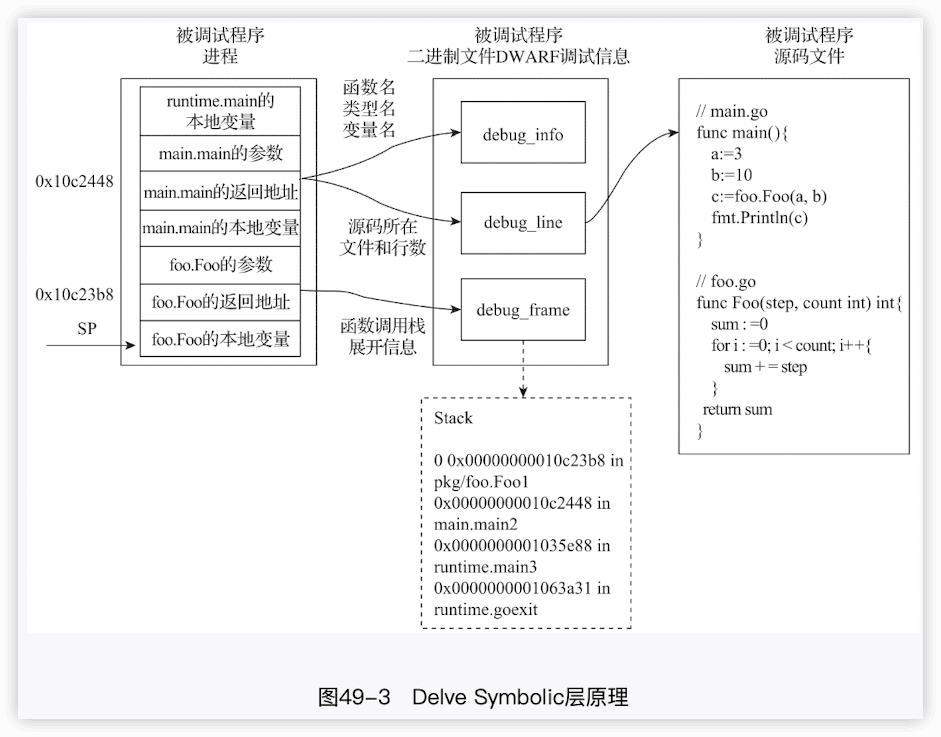 被调试程序
进程
被调试程序
二进制文件DWARF调试信息
被调试程序
源码文件
0x10c2448
0x10c23b8
SP
runtime.main的
本地变量
main.main的参数
main.main的返回地址
main.main的本地变量
foo.Foo的参数
foo.Foo的返回地址
foo.Foo的本地变量
函数名
类型名
变量名
源码所在
文件和行数
函数调用栈
展开信息
debug_info
debug_line
debug_frame
Stack
0 0x00000000010c23b8 in
pkg/foo.Foo1
0x00000000010c2448 in
main.main2
0x0000000001035e88 in
runtime.main3
0x0000000001063a31 in
runtime.goexit
// main.go
func main(){
a:=3
b:=10
c:=foo.Foo(a, b)
fmt.Println(c)
}
// foo.go
func Foo(step, count int) int{
sum : =0
for i : =0; i < count; i++{
sum + = step
}
return sum
}
图49-3 Delve Symbolic层原理